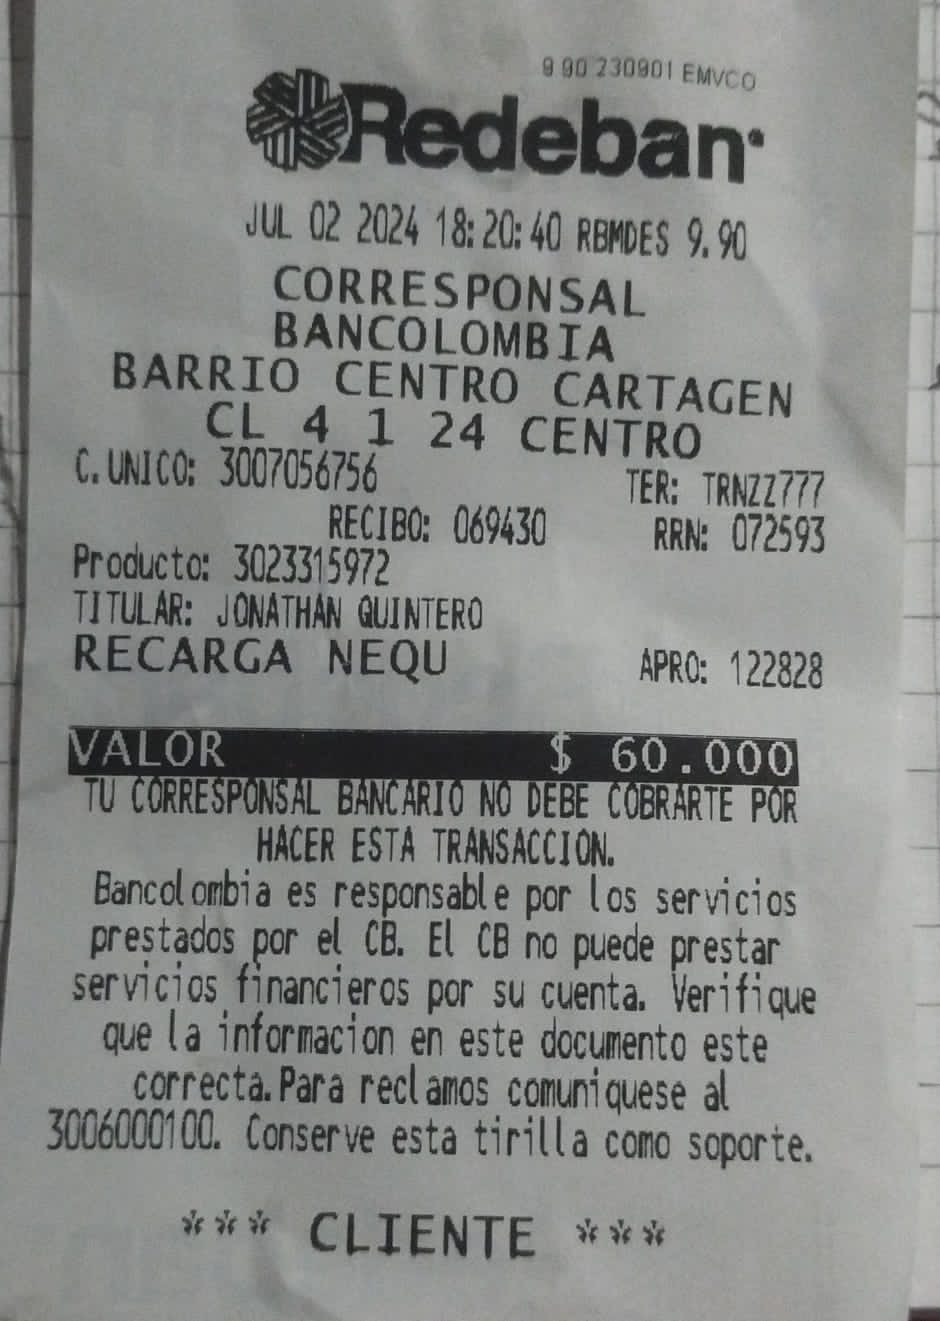 9 90 230901 EMVCO
Redeban
JUL 02 2024 18:20:40 RBMDES 9.90
CORRESPONSAL
BANCOLOMBIA
BARRIO CENTRO CARTAGEN
CL 4 1 24 CENTRO
C. UNICO: 3007056756 TER: TRNZZ777
RECIBO: 069430 RRN: 072593
Producto: 3023315972
TITULAR: JONATHAN QUINTERO
RECARGA NEQU APRO: 122828
VALOR $ 60.000
TU CORRESPONSAL BANCARIO NO DEBE COBRARTE POR
HACER ESTA TRANSACCION.
Bancolombia es responsable por los servicios
prestados por el CB. El CB no puede prestar
servicios financieros por su cuenta. Verifique
que la informacion en este documento este
correcta. Para reclamos comuniquese al
3006000100. Conserve esta tirilla como soporte.
*** CLIENTE ***